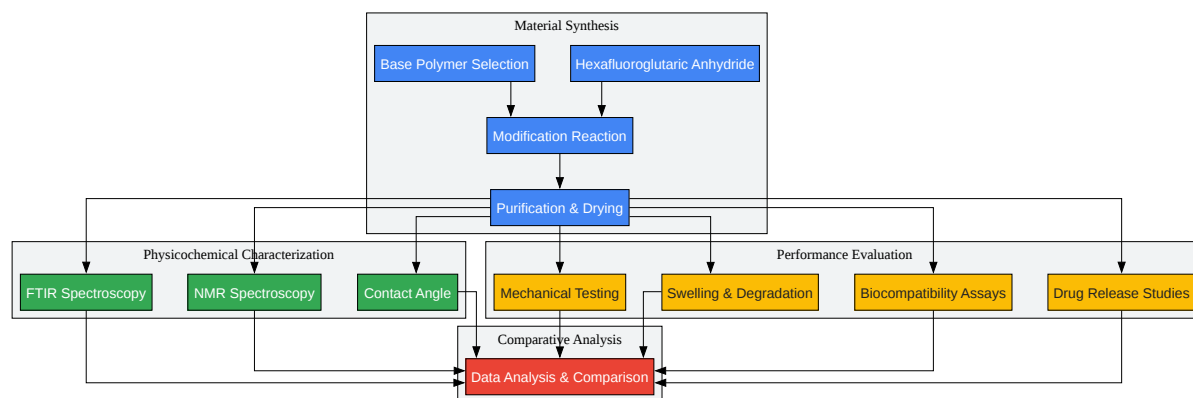 Material Synthesis
Base Polymer Selection
Hexafluoroglutaric Anhydride
Modification Reaction
Purification & Drying
Physicochemical Characterization
Performance Evaluation
FTIR Spectroscopy
NMR Spectroscopy
Contact Angle
Mechanical Testing
Swelling & Degradation
Biocompatibility Assays
Drug Release Studies
Comparative Analysis
Data Analysis & Comparison